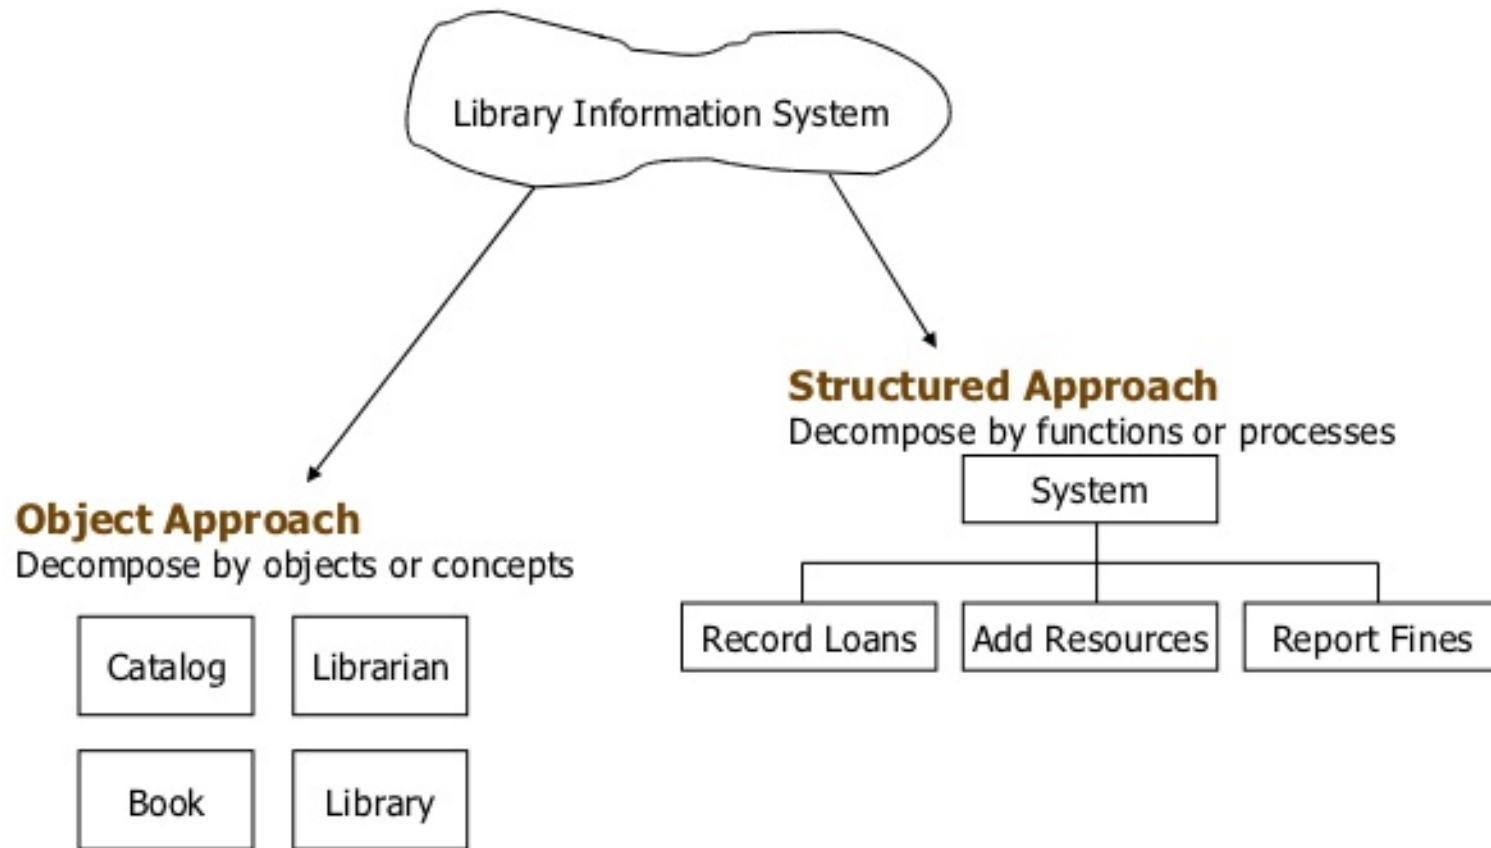 Library Information System
Structured Approach
Decompose by functions or processes
System
Record Loans
Add Resources
Report Fines
Object Approach
Decompose by objects or concepts
Catalog
Librarian
Book
Library